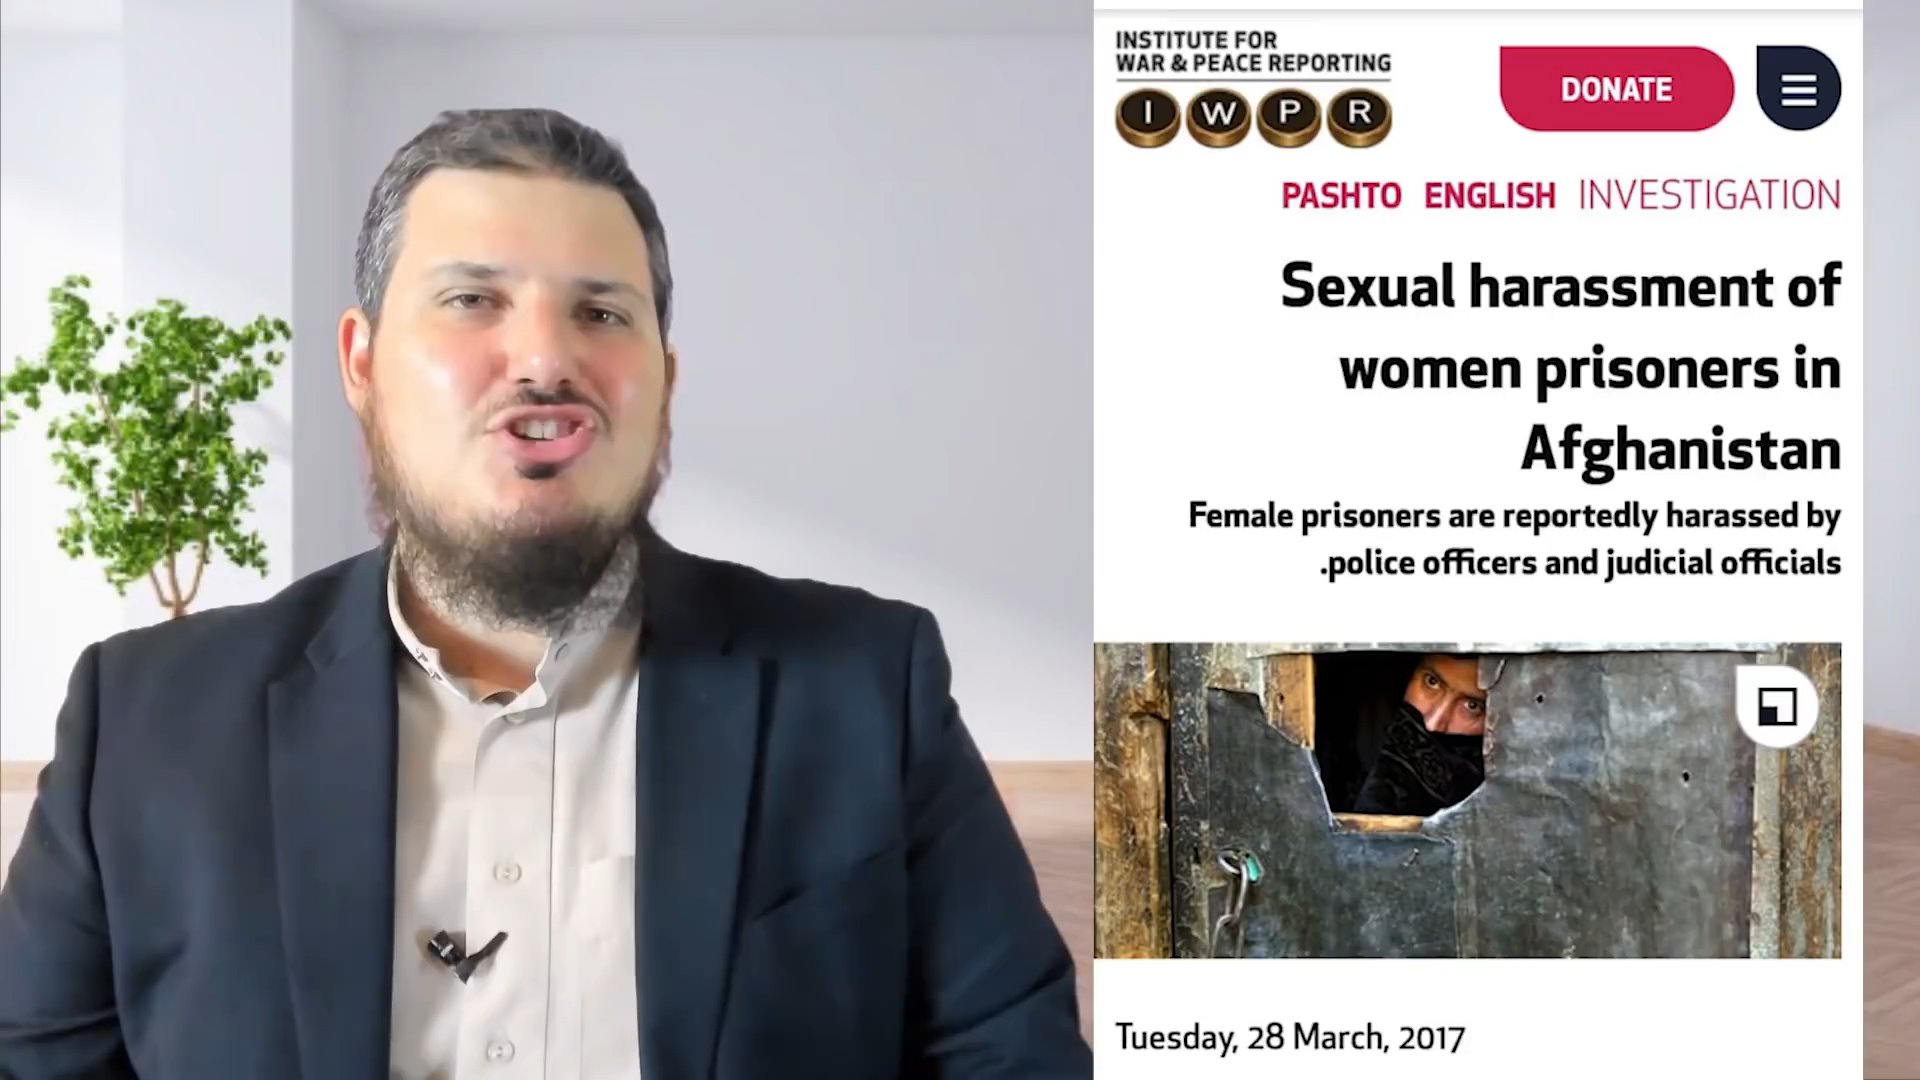 INSTITUTE FOR
WAR & PEACE REPORTING
I W P R
DONATE
PASHTO ENGLISH INVESTIGATION
Sexual harassment of
women prisoners in
Afghanistan
Female prisoners are reportedly harassed by
.police officers and judicial officials
Tuesday, 28 March, 2017